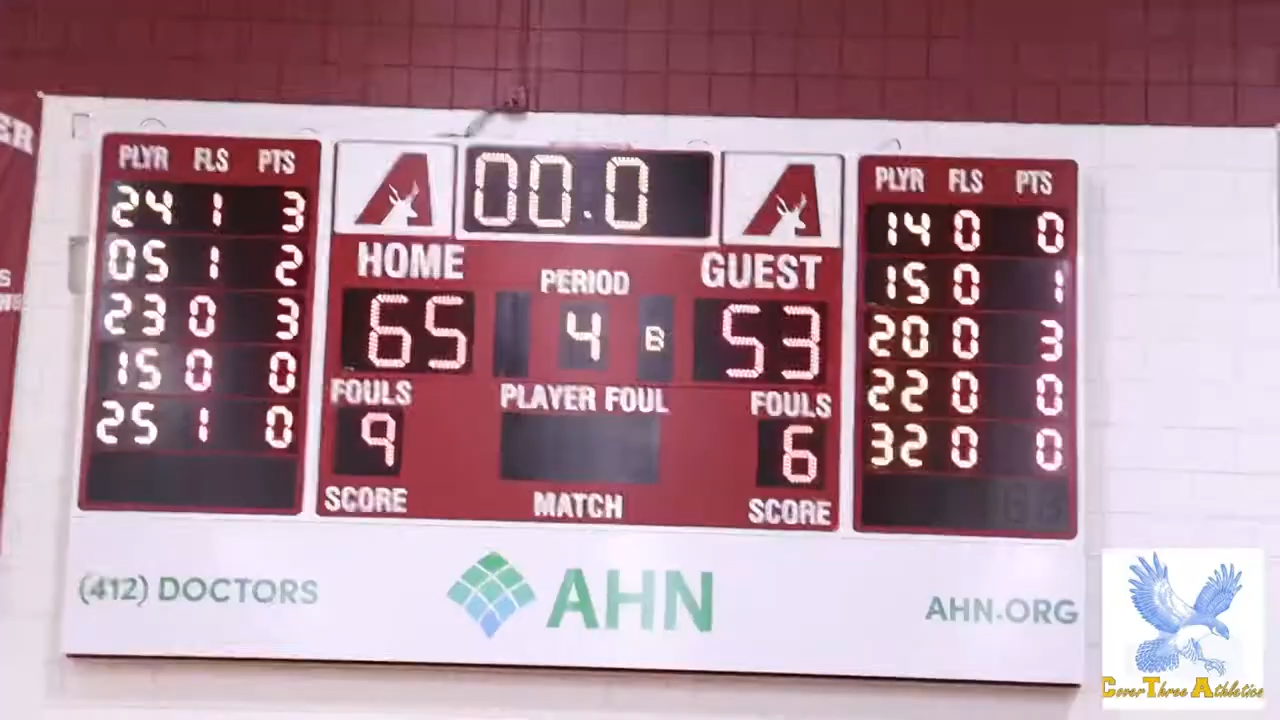 PLYR FLS PTS
24 1 3
05 1 2
23 0 3
15 0 0
25 1 0
A
00.0
A
HOME
PERIOD
GUEST
65
4
B
53
FOULS
PLAYER FOUL
FOULS
9
6
SCORE
MATCH
SCORE
PLYR FLS PTS
14 0 0
15 0 1
20 0 3
22 0 0
32 0 0
(412) DOCTORS
AHN
AHN.ORG
Cover Three Athletics